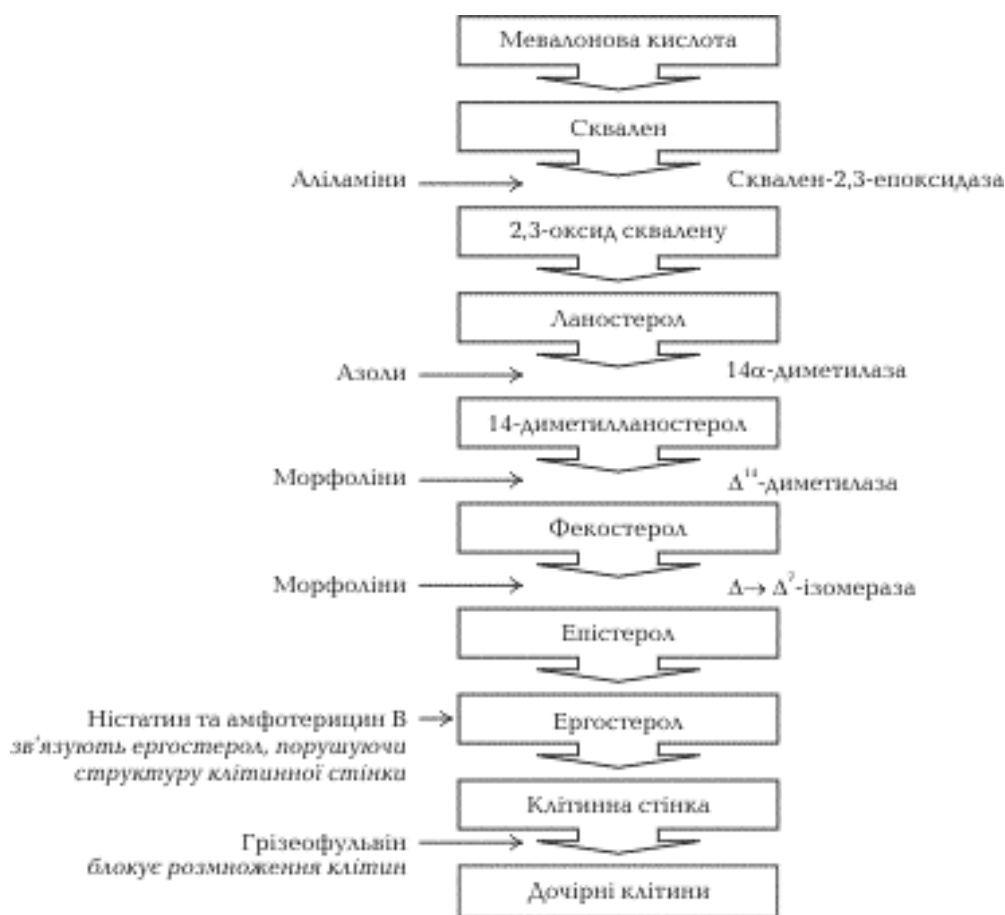 Мевалонова кислота
Сквален
Аліламіни
Сквален-2,3-епоксидаза
2,3-оксид сквалену
Ланостерол
Азоли
14α-диметилаза
14-диметилланостерол
Морфоліни
Δ¹⁴-диметилаза
Фекостерол
Морфоліни
Δ→ Δ⁷-ізомераза
Епістерол
Ністатин та амфотерицин В
зв'язують ергостерол, порушуючи
структуру клітинної стінки
Ергостерол
Клітинна стінка
Грізеофульвін
блокує розмноження клітин
Дочірні клітини